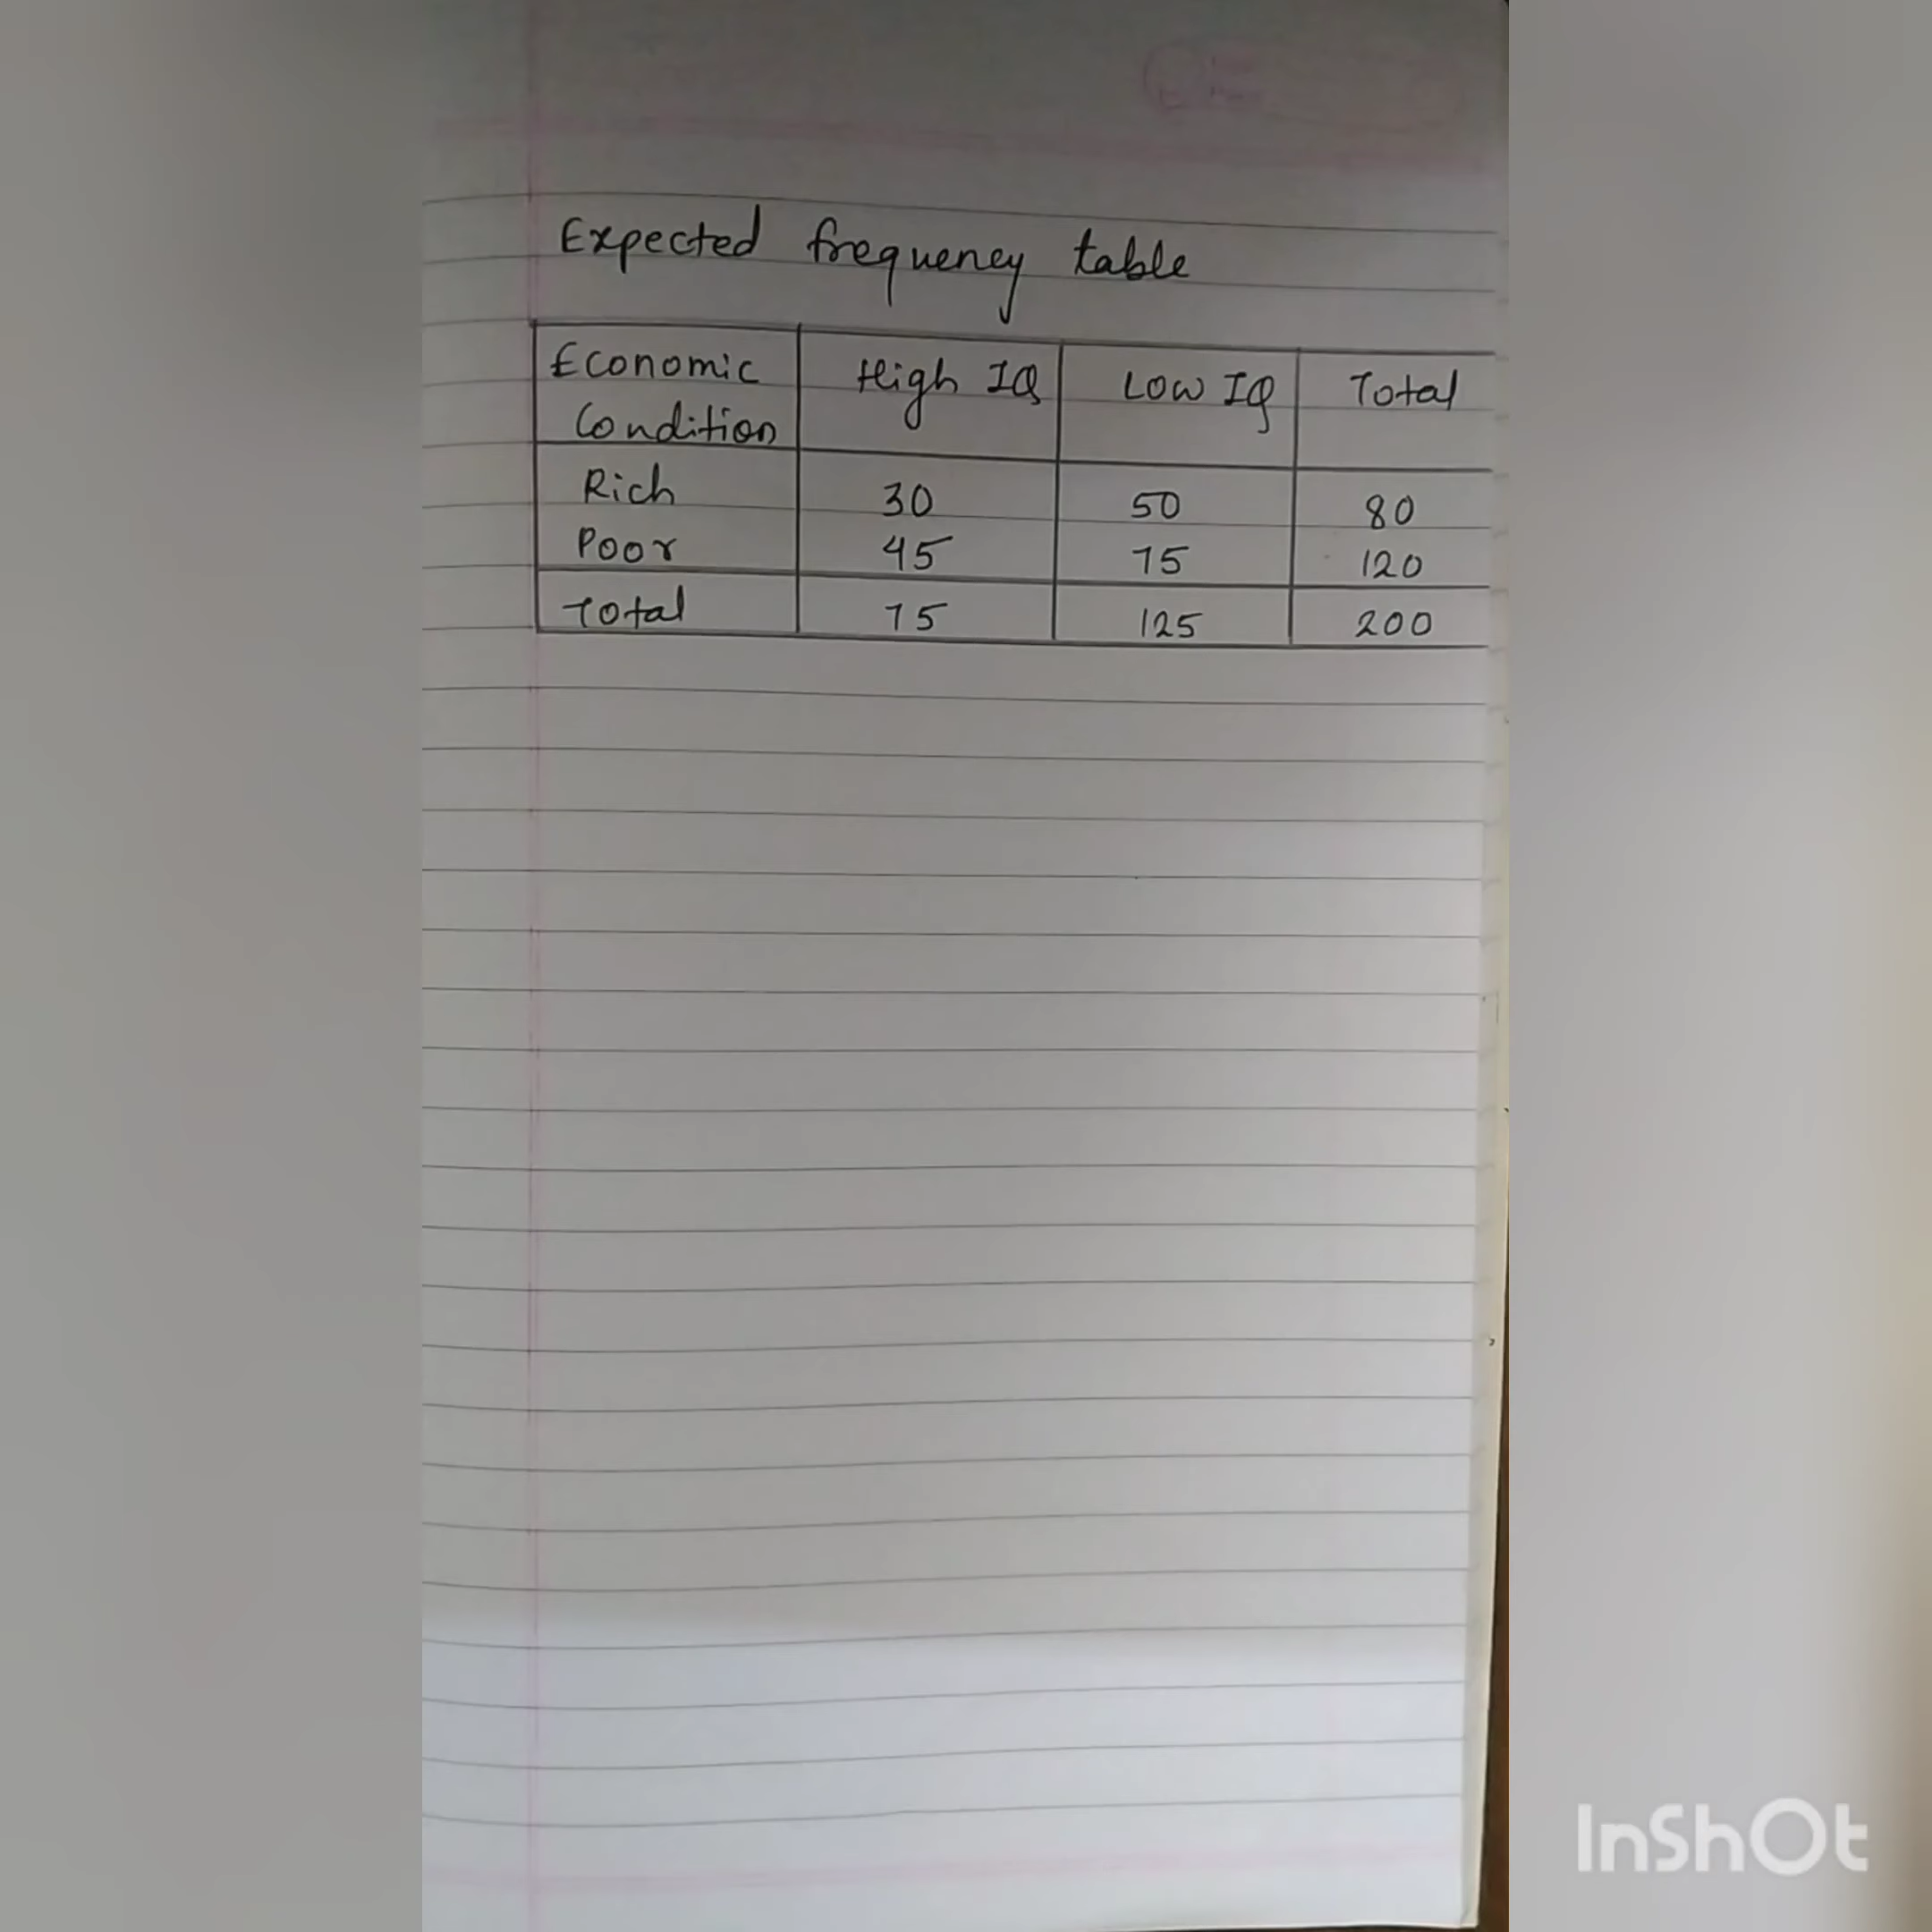 Expected frequency table
Economic Condition High IQ Low IQ Total
Rich 30 50 80
Poor 45 75 120
Total 75 125 200
InShOt